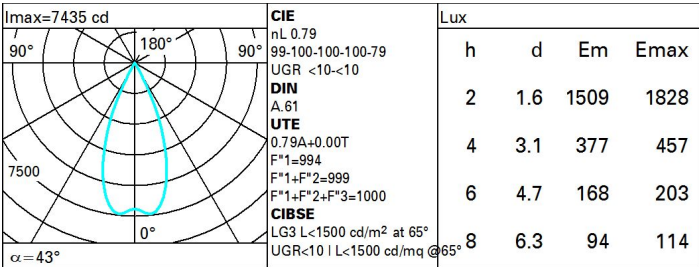 Imax=7435 cd
90°
180°
90°
7500
0°
α=43°
CIE
nL 0.79
99-100-100-100-79
UGR <10-<10
DIN
A.61
UTE
0.79A+0.00T
F"1=994
F"1+F"2=999
F"1+F"2+F"3=1000
CIBSE
LG3 L<1500 cd/m² at 65°
UGR<10 | L<1500 cd/mq @65°
Lux
h d Em Emax
2 1.6 1509 1828
4 3.1 377 457
6 4.7 168 203
8 6.3 94 114